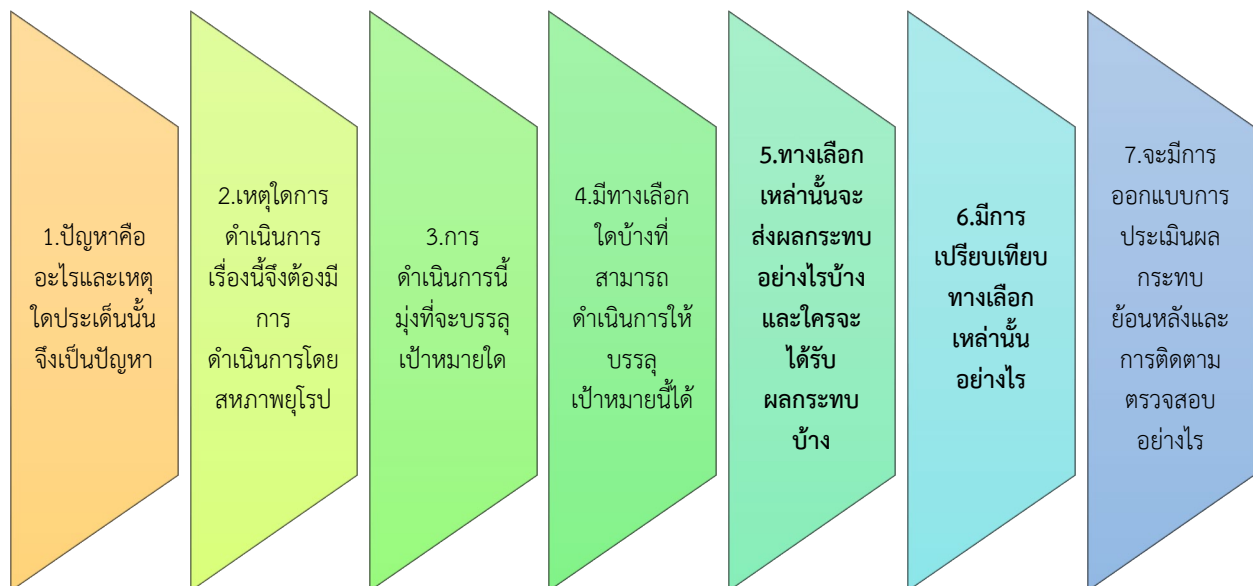 1.ปัญหาคือ
อะไรและเหตุ
ใดประเด็นนั้น
จึงเป็นปัญหา
2.เหตุใดการ
ดำเนินการ
เรื่องนี้จึงต้องมี
การ
ดำเนินการโดย
สหภาพยุโรป
3.การ
ดำเนินการนี้
มุ่งที่จะบรรลุ
เป้าหมายใด
4.มีทางเลือก
ใดบ้างที่
สามารถ
ดำเนินการให้
บรรลุ
เป้าหมายนี้ได้
5.ทางเลือก
เหล่านั้นจะ
ส่งผลกระทบ
อย่างไรบ้าง
และใครจะ
ได้รับ
ผลกระทบ
บ้าง
6.มีการ
เปรียบเทียบ
ทางเลือก
เหล่านั้น
อย่างไร
7.จะมีการ
ออกแบบการ
ประเมินผล
กระทบ
ย้อนหลังและ
การติดตาม
ตรวจสอบ
อย่างไร